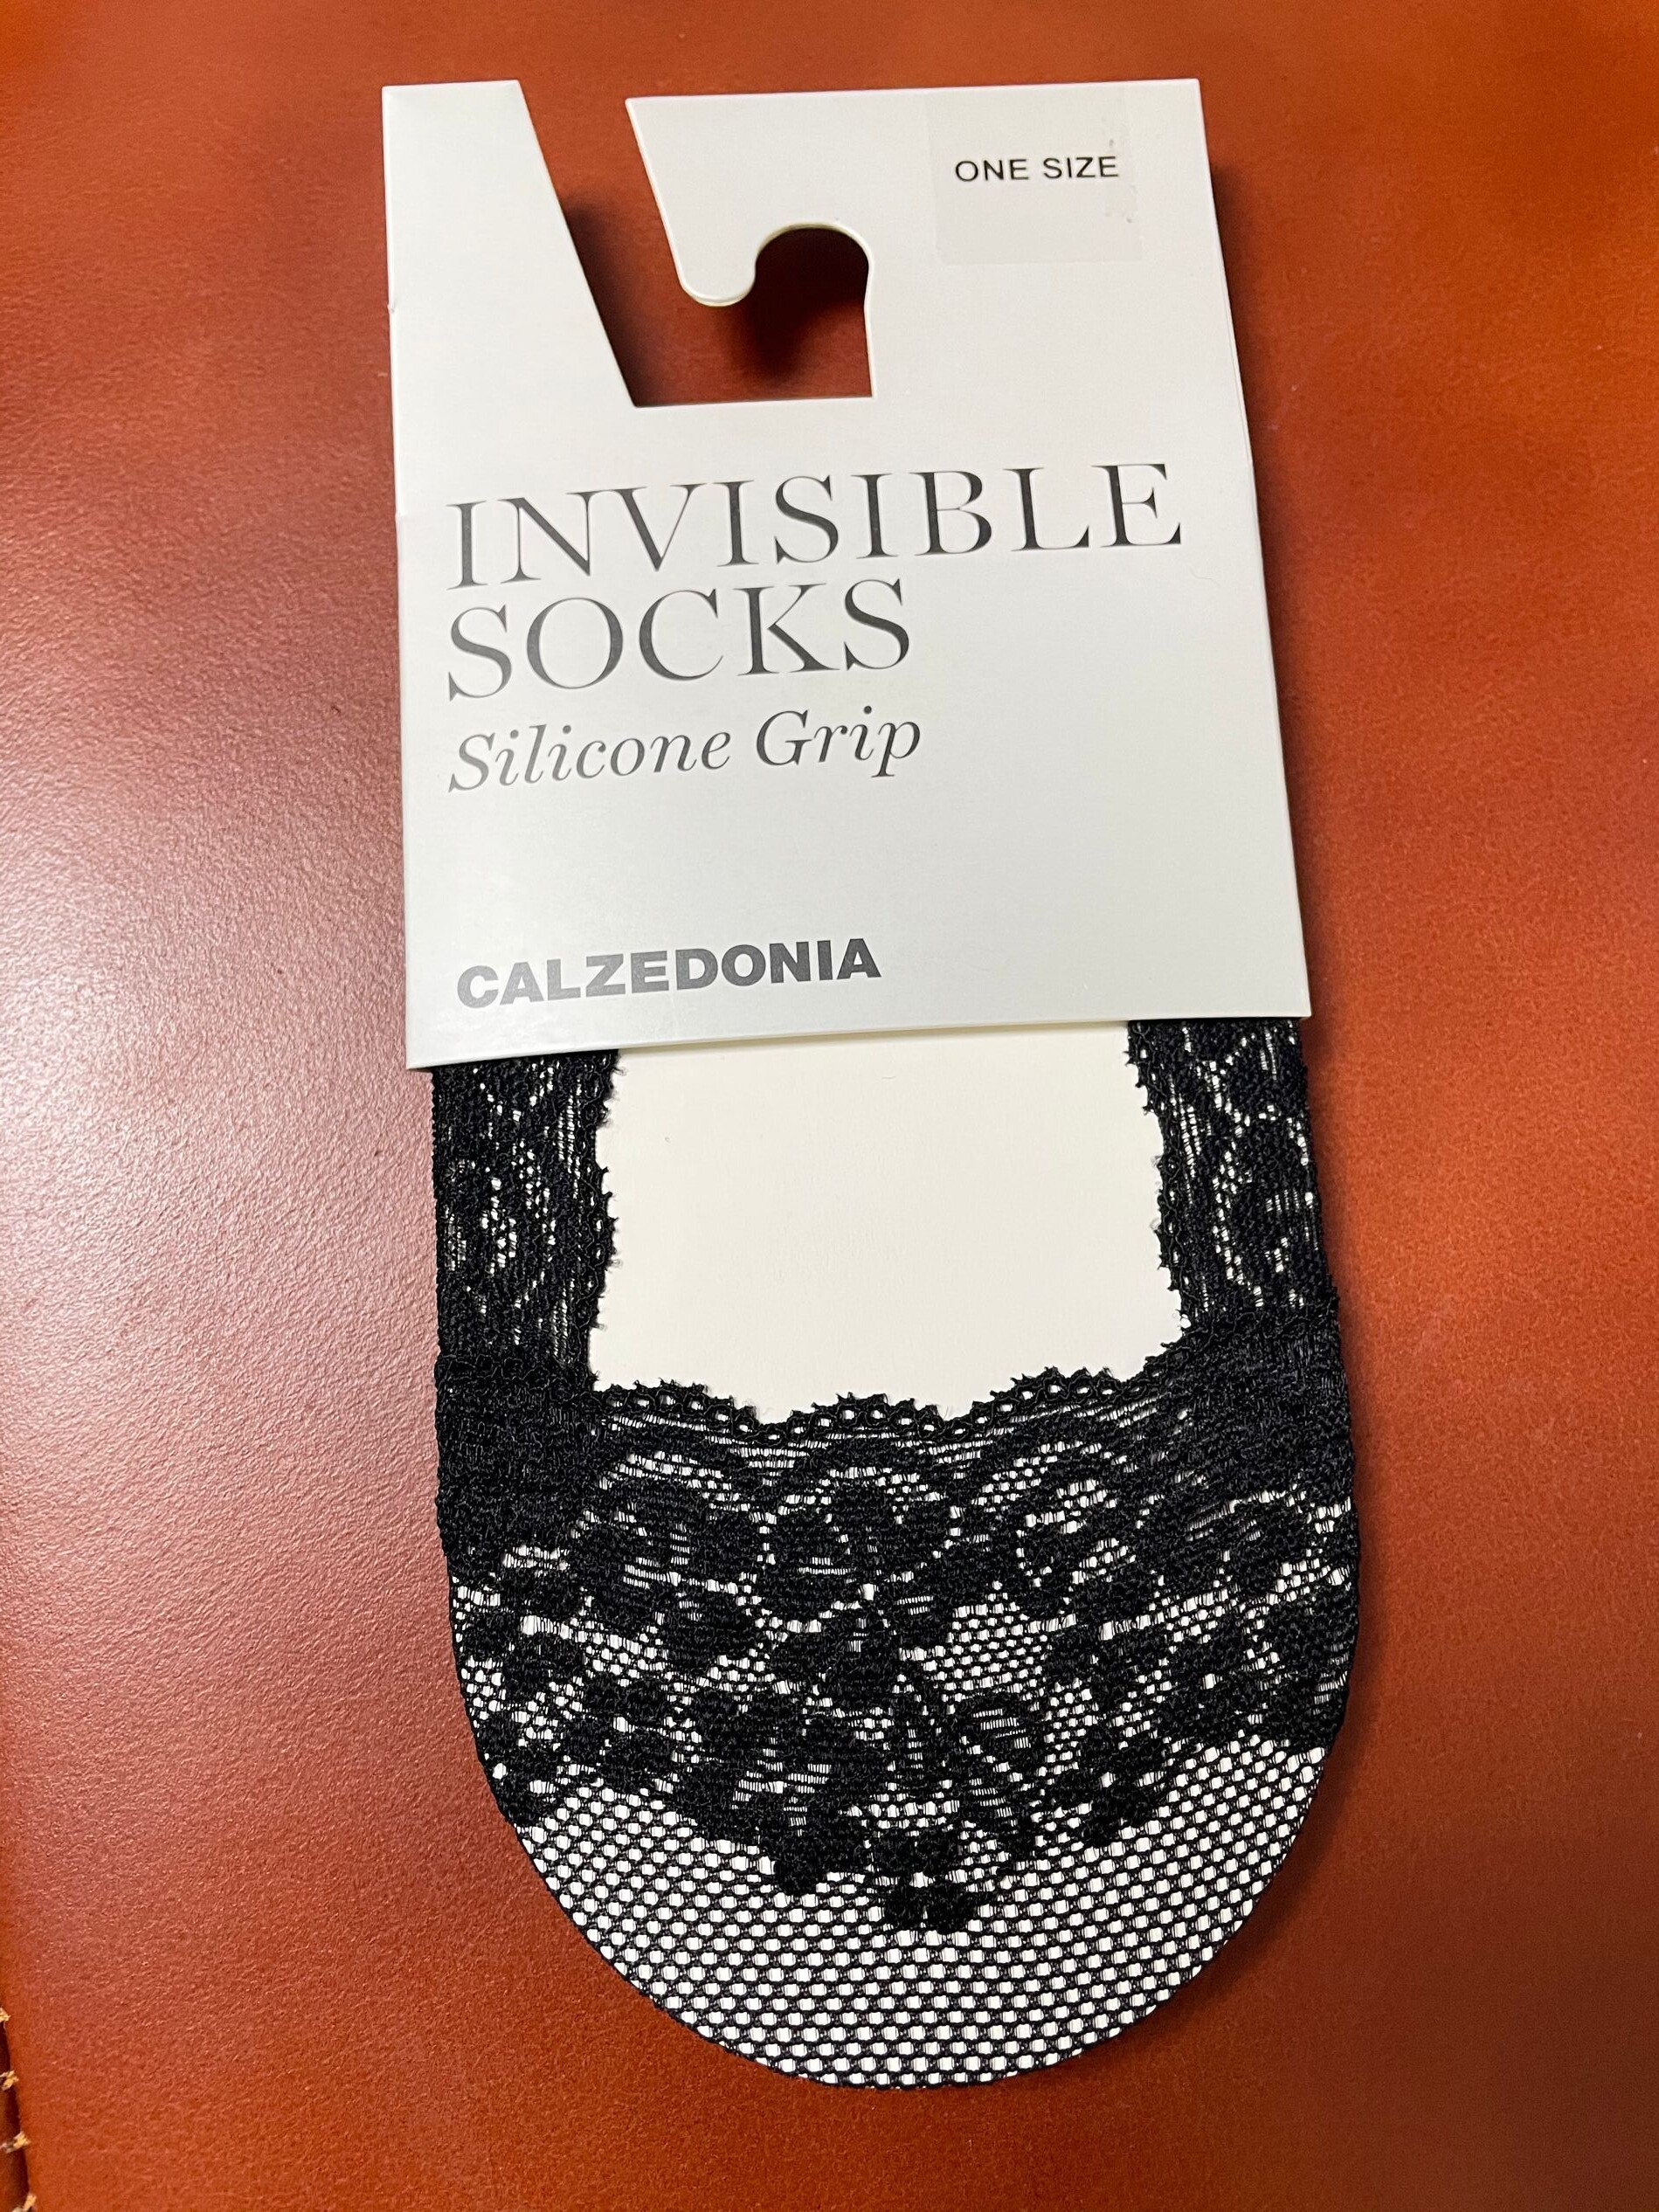 ONE SIZE
INVISIBLE
SOCKS
Silicone Grip
CALZEDONIA